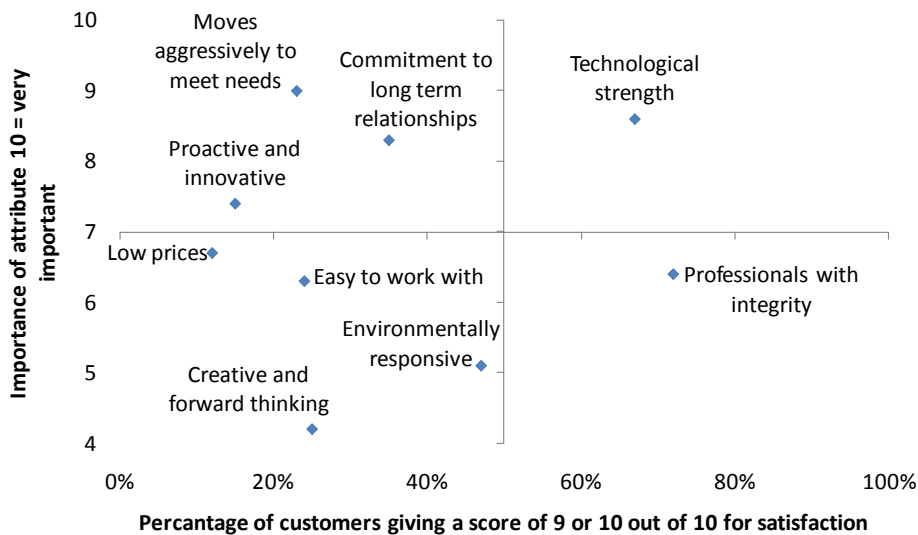 Importance of attribute 10 = very
important
10
9
8
7
6
5
4
Moves
aggressively to
meet needs
Commitment to
long term
relationships
Technological
strength
Proactive and
innovative
Low prices
Easy to work with
Professionals with
integrity
Environmentally
responsive
Creative and
forward thinking
0%
20%
40%
60%
80%
100%
Percentage of customers giving a score of 9 or 10 out of 10 for satisfaction